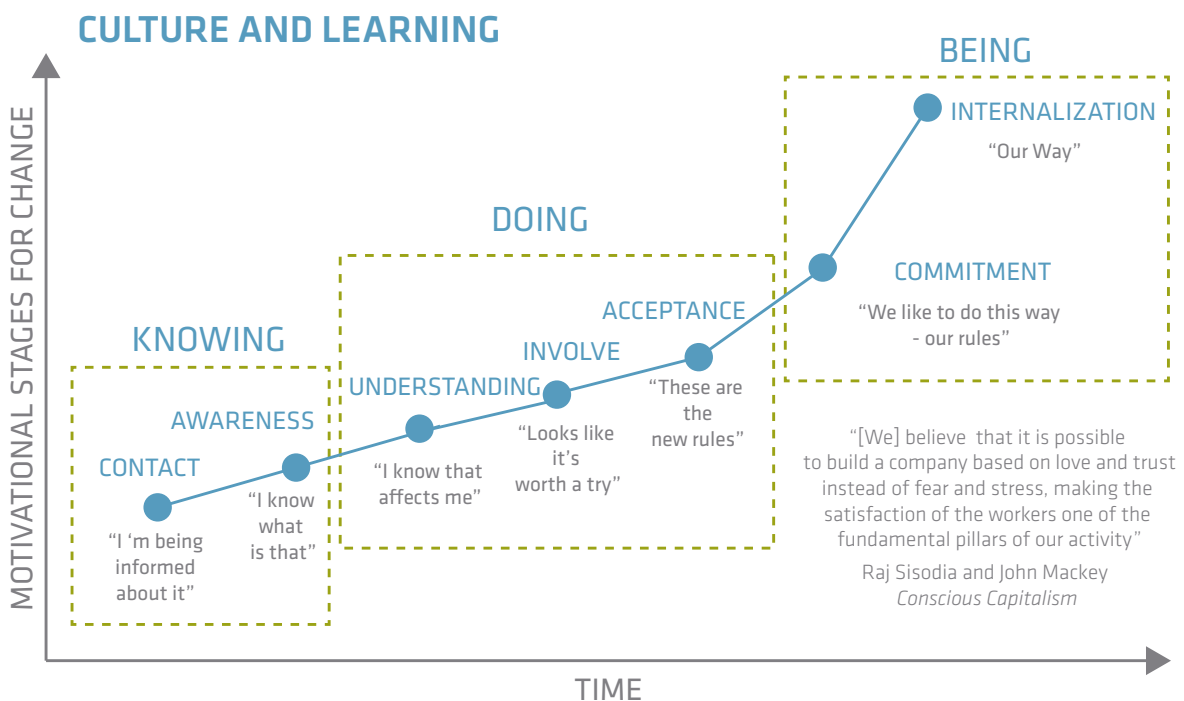 CULTURE AND LEARNING
MOTIVATIONAL STAGES FOR CHANGE
KNOWING
CONTACT
“I ‘m being
informed
about it”
AWARENESS
“I know
what
is that”
DOING
UNDERSTANDING
“I know that
affects me”
INVOLVE
“Looks like
it’s
worth a try”
ACCEPTANCE
“These are
the
new rules”
BEING
INTERNALIZATION
“Our Way”
COMMITMENT
“We like to do this way
- our rules”
“[We] believe that it is possible
to build a company based on love and trust
instead of fear and stress, making the
satisfaction of the workers one of the
fundamental pillars of our activity”
Raj Sisodia and John Mackey
Conscious Capitalism
TIME